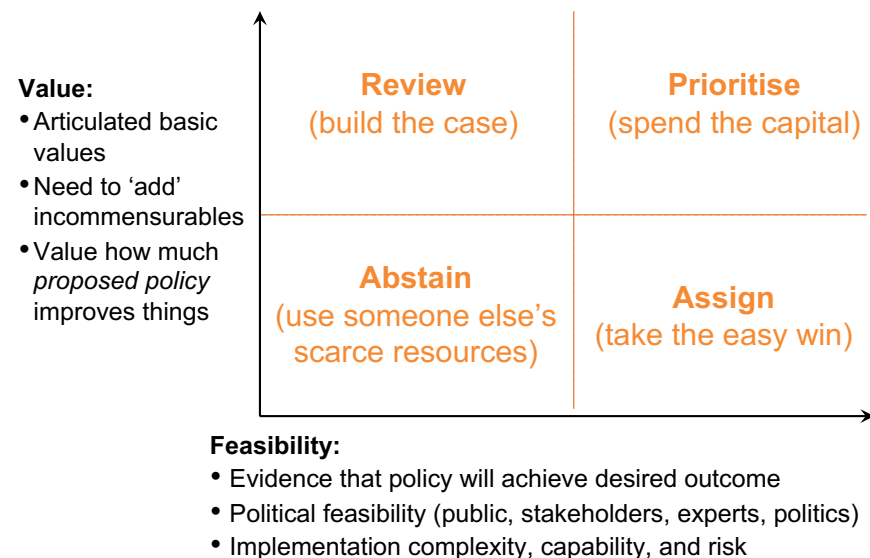 Value:
• Articulated basic
values
• Need to ‘add’
incommensurables
• Value how much
proposed policy
improves things
Review
(build the case)
Prioritise
(spend the capital)
Abstain
(use someone else’s
scarce resources)
Assign
(take the easy win)
Feasibility:
• Evidence that policy will achieve desired outcome
• Political feasibility (public, stakeholders, experts, politics)
• Implementation complexity, capability, and risk